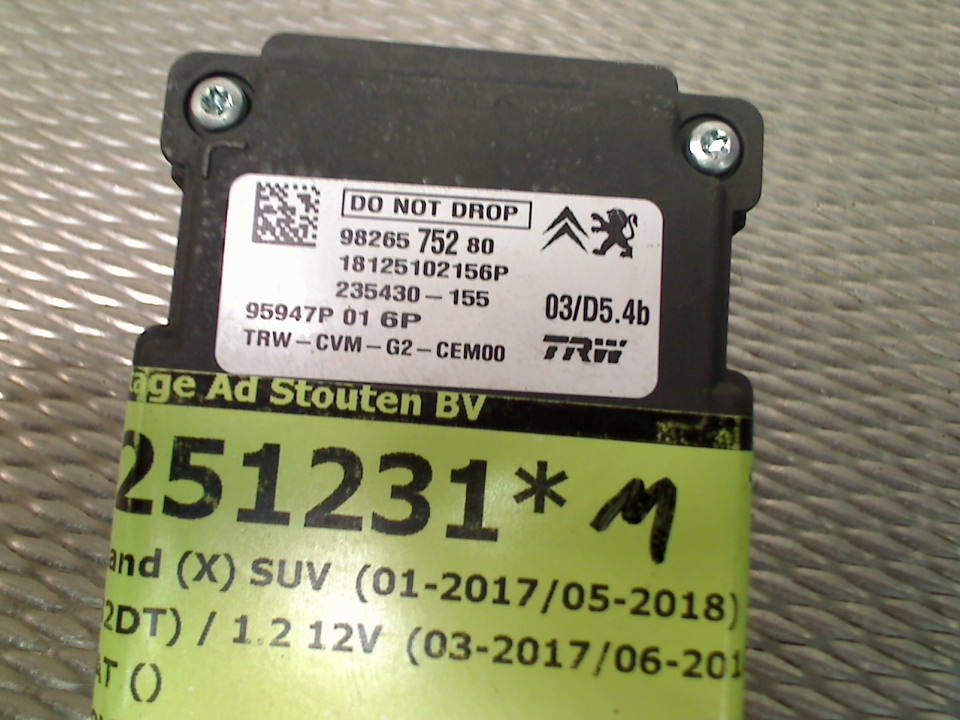 DO NOT DROP
98265 752 80
18125102156P
235430-155
95947P 01 6P
03/D5.4b
TRW-CVM-G2-CEM00
TRW
age Ad Stouten BV
251231* M
and (X) SUV (01-2017/05-2018)
2DT) / 1.2 12V (03-2017/06-201
AT ()